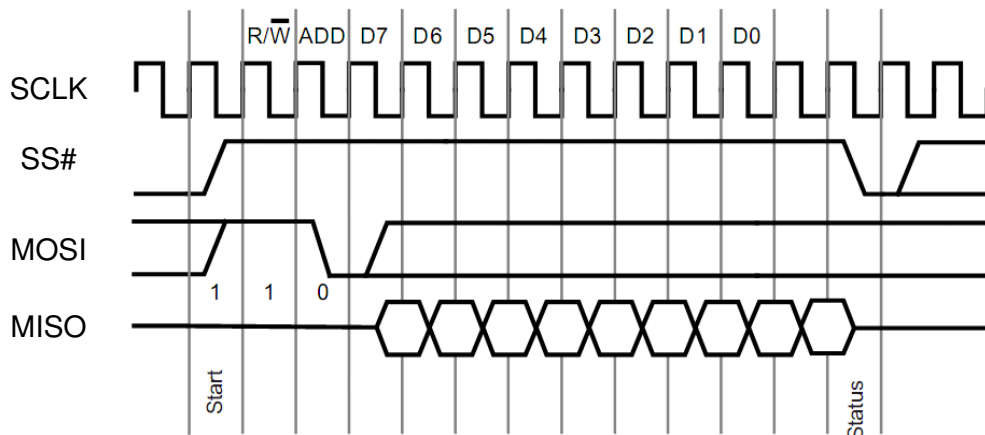 R/W̅ ADD D7 D6 D5 D4 D3 D2 D1 D0
SCLK
SS#
MOSI
1 1 0
MISO
Start
Status